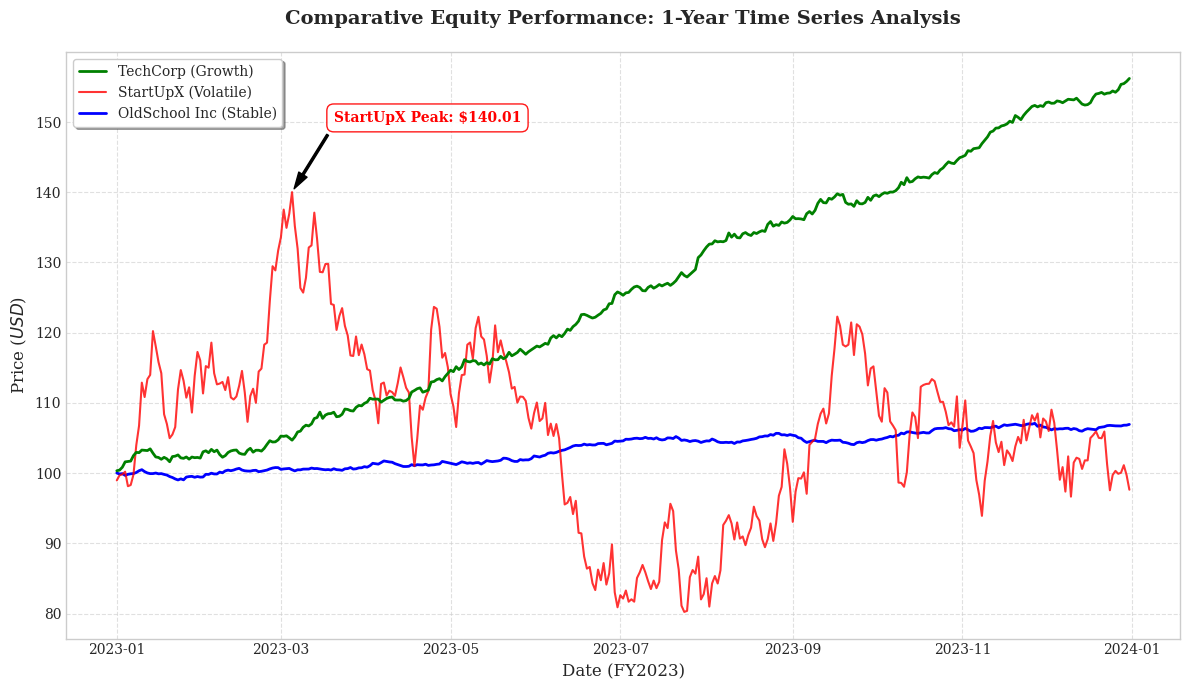 Comparative Equity Performance: 1-Year Time Series Analysis
TechCorp (Growth)
StartUpX (Volatile)
OldSchool Inc (Stable)
StartUpX Peak: $140.01
Price (USD)
150
140
130
120
110
100
90
80
2023-01
2023-03
2023-05
2023-07
2023-09
2023-11
2024-01
Date (FY2023)